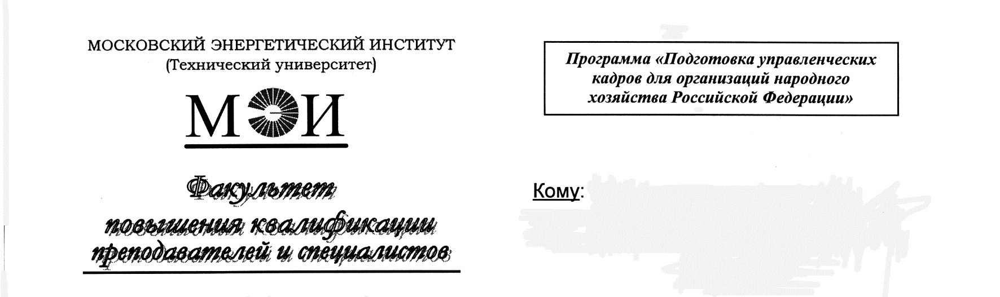 МОСКОВСКИЙ ЭНЕРГЕТИЧЕСКИЙ ИНСТИТУТ
(Технический университет)
МЭИ
Факультет
повышения квалификации
преподавателей и специалистов
Программа «Подготовка управленческих
кадров для организаций народного
хозяйства Российской Федерации»
Кому: